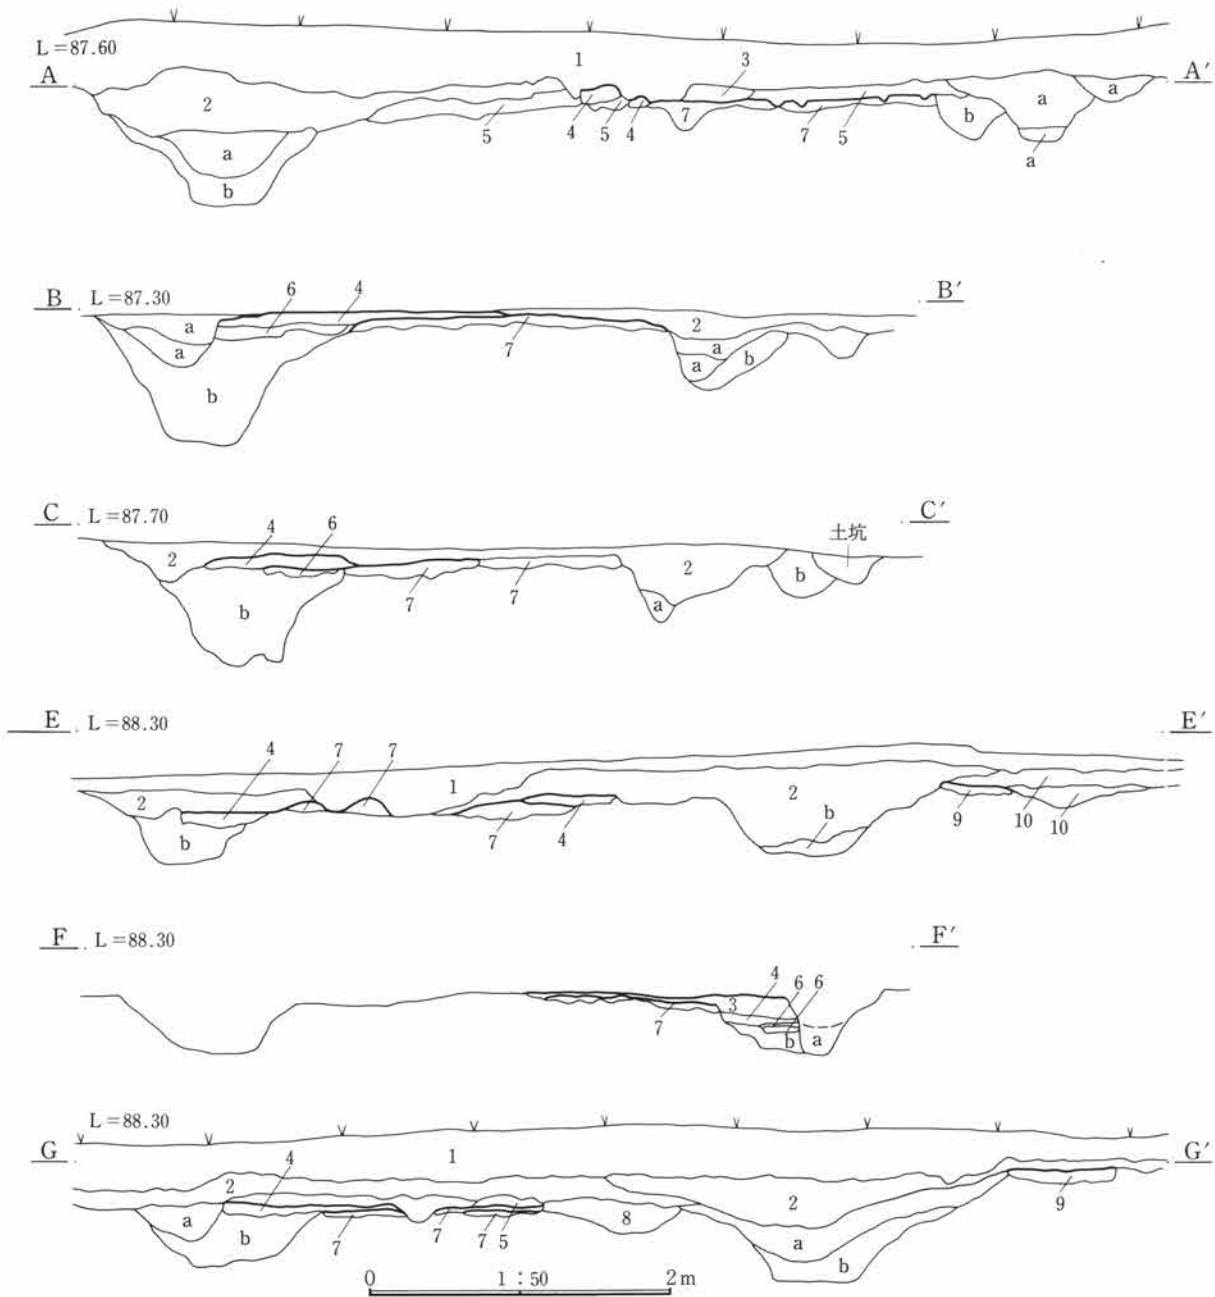 L=87.60
A 1 3 A′
2 a a
5 4 5 4 7 7 5 b
a a
b
B L=87.30 6 4 B′
a 2
a 7 a b
b a
C L=87.70 4 6 C′
土坑
2 2 b
b 7 7 a
E L=88.30 E′
4 7 7
1
2 2
b 7 4 b 9 10 10
F L=88.30 F′
4 6 6
3
7 b a
L=88.30
G 4 1 G′
2 2 9
a 8
b 7 7 7 5 a
b
0 1:50 2m